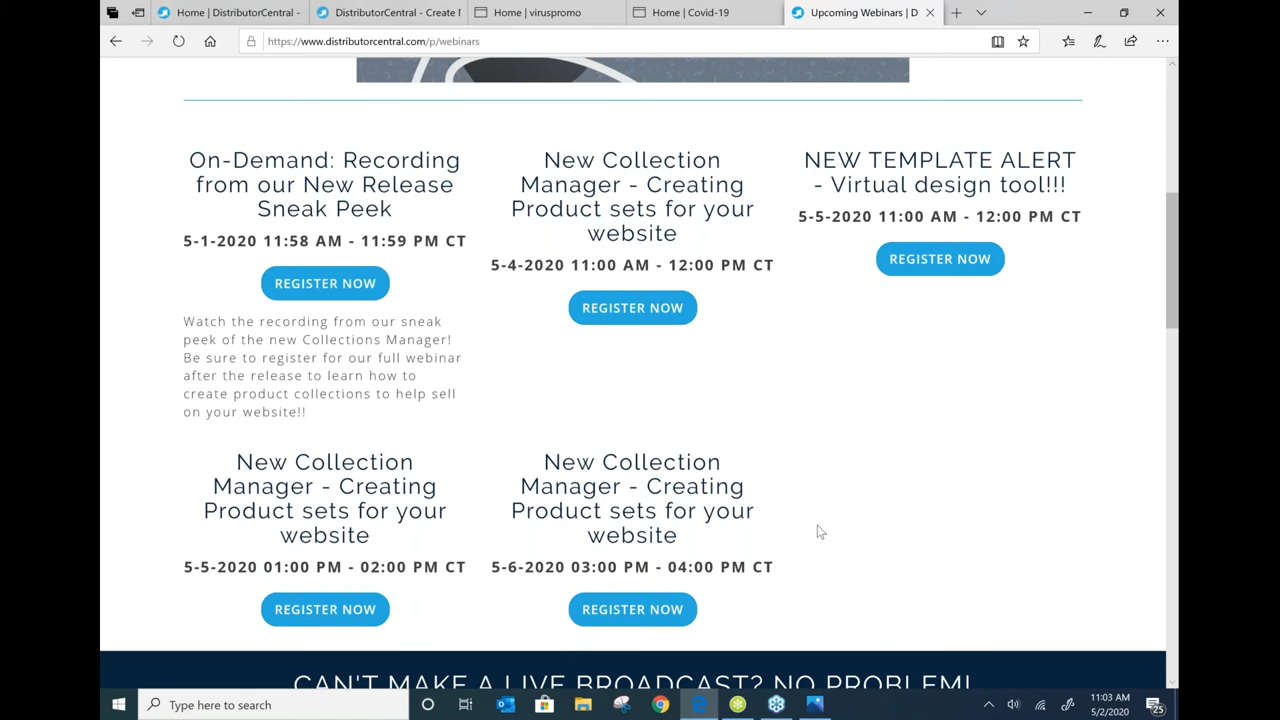 Home | DistributorCentral -
DistributorCentral - Create
Home | viruspromo
Home | Covid-19
Upcoming Webinars | D
https://www.distributorcentral.com/p/webinars
On-Demand: Recording
from our New Release
Sneak Peek
5-1-2020 11:58 AM - 11:59 PM CT
REGISTER NOW
Watch the recording from our sneak
peek of the new Collections Manager!
Be sure to register for our full webinar
after the release to learn how to
create product collections to help sell
on your website!!
New Collection
Manager - Creating
Product sets for your
website
5-4-2020 11:00 AM - 12:00 PM CT
REGISTER NOW
NEW TEMPLATE ALERT
- Virtual design tool!!!
5-5-2020 11:00 AM - 12:00 PM CT
REGISTER NOW
New Collection
Manager - Creating
Product sets for your
website
5-5-2020 01:00 PM - 02:00 PM CT
REGISTER NOW
New Collection
Manager - Creating
Product sets for your
website
5-6-2020 03:00 PM - 04:00 PM CT
REGISTER NOW
CAN'T MAKE A LIVE BROADCAST? NO PROBLEM!
Type here to search
11:03 AM
5/2/2020
25